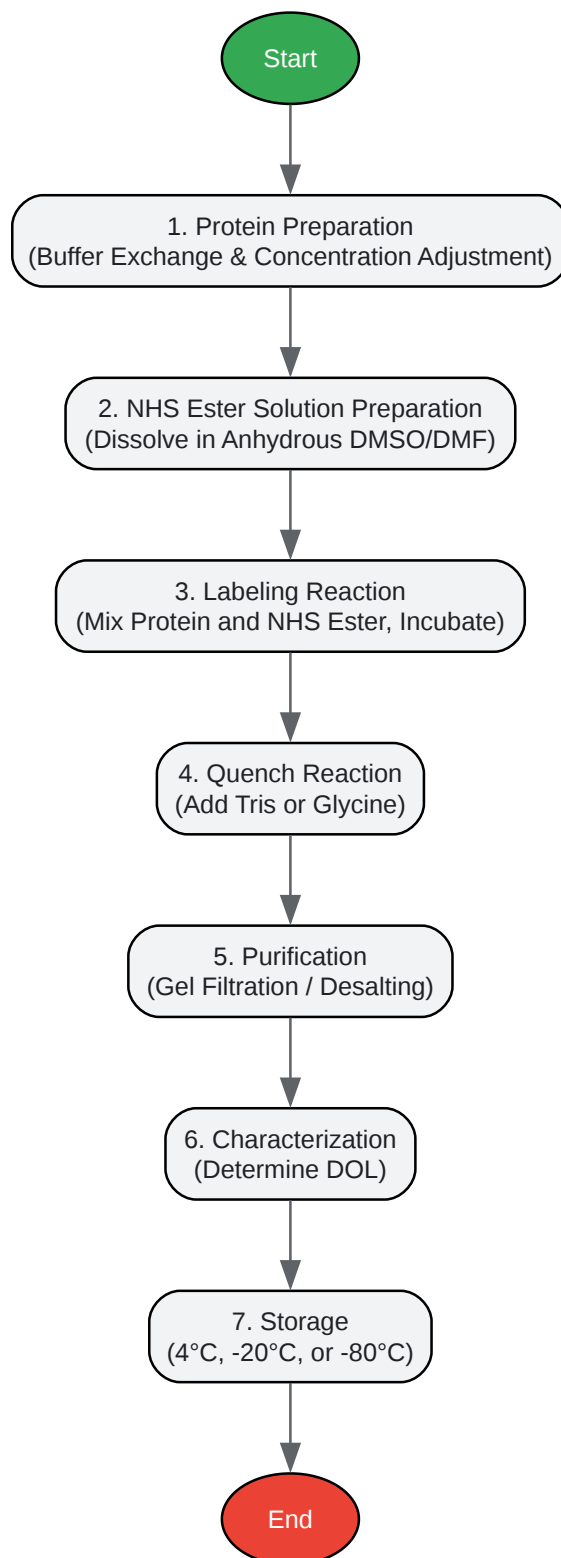 Start
1. Protein Preparation
(Buffer Exchange & Concentration Adjustment)
2. NHS Ester Solution Preparation
(Dissolve in Anhydrous DMSO/DMF)
3. Labeling Reaction
(Mix Protein and NHS Ester, Incubate)
4. Quench Reaction
(Add Tris or Glycine)
5. Purification
(Gel Filtration / Desalting)
6. Characterization
(Determine DOL)
7. Storage
(4°C, -20°C, or -80°C)
End